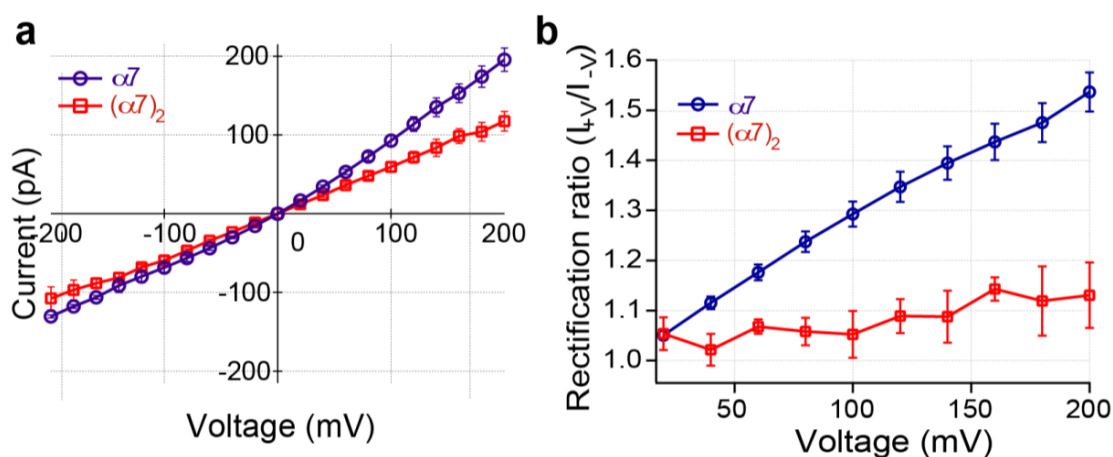 a
α7
(α7)₂
200
100
-200
-100
0
100
200
-100
-200
Current (pA)
Voltage (mV)
b
α7
(α7)₂
1.6
1.5
1.4
1.3
1.2
1.1
1.0
50
100
150
200
Rectification ratio (I₊ᵥ/I₋ᵥ)
Voltage (mV)